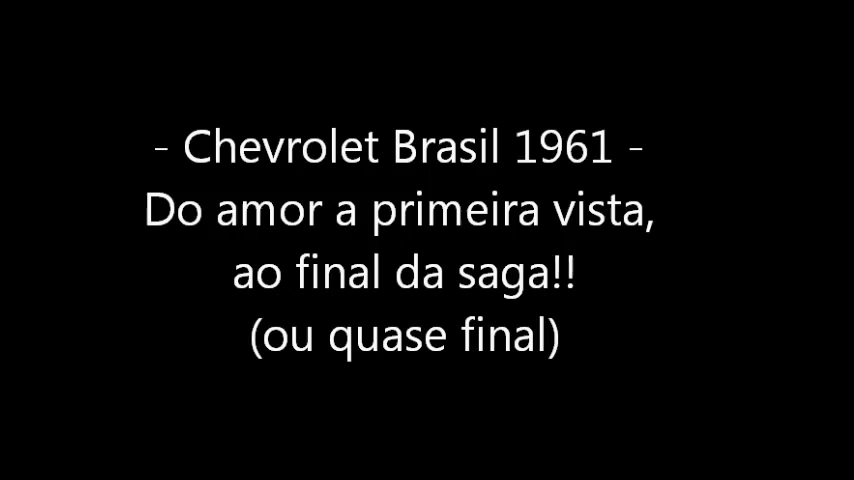 - Chevrolet Brasil 1961 -
Do amor a primeira vista,
ao final da saga!!
(ou quase final)